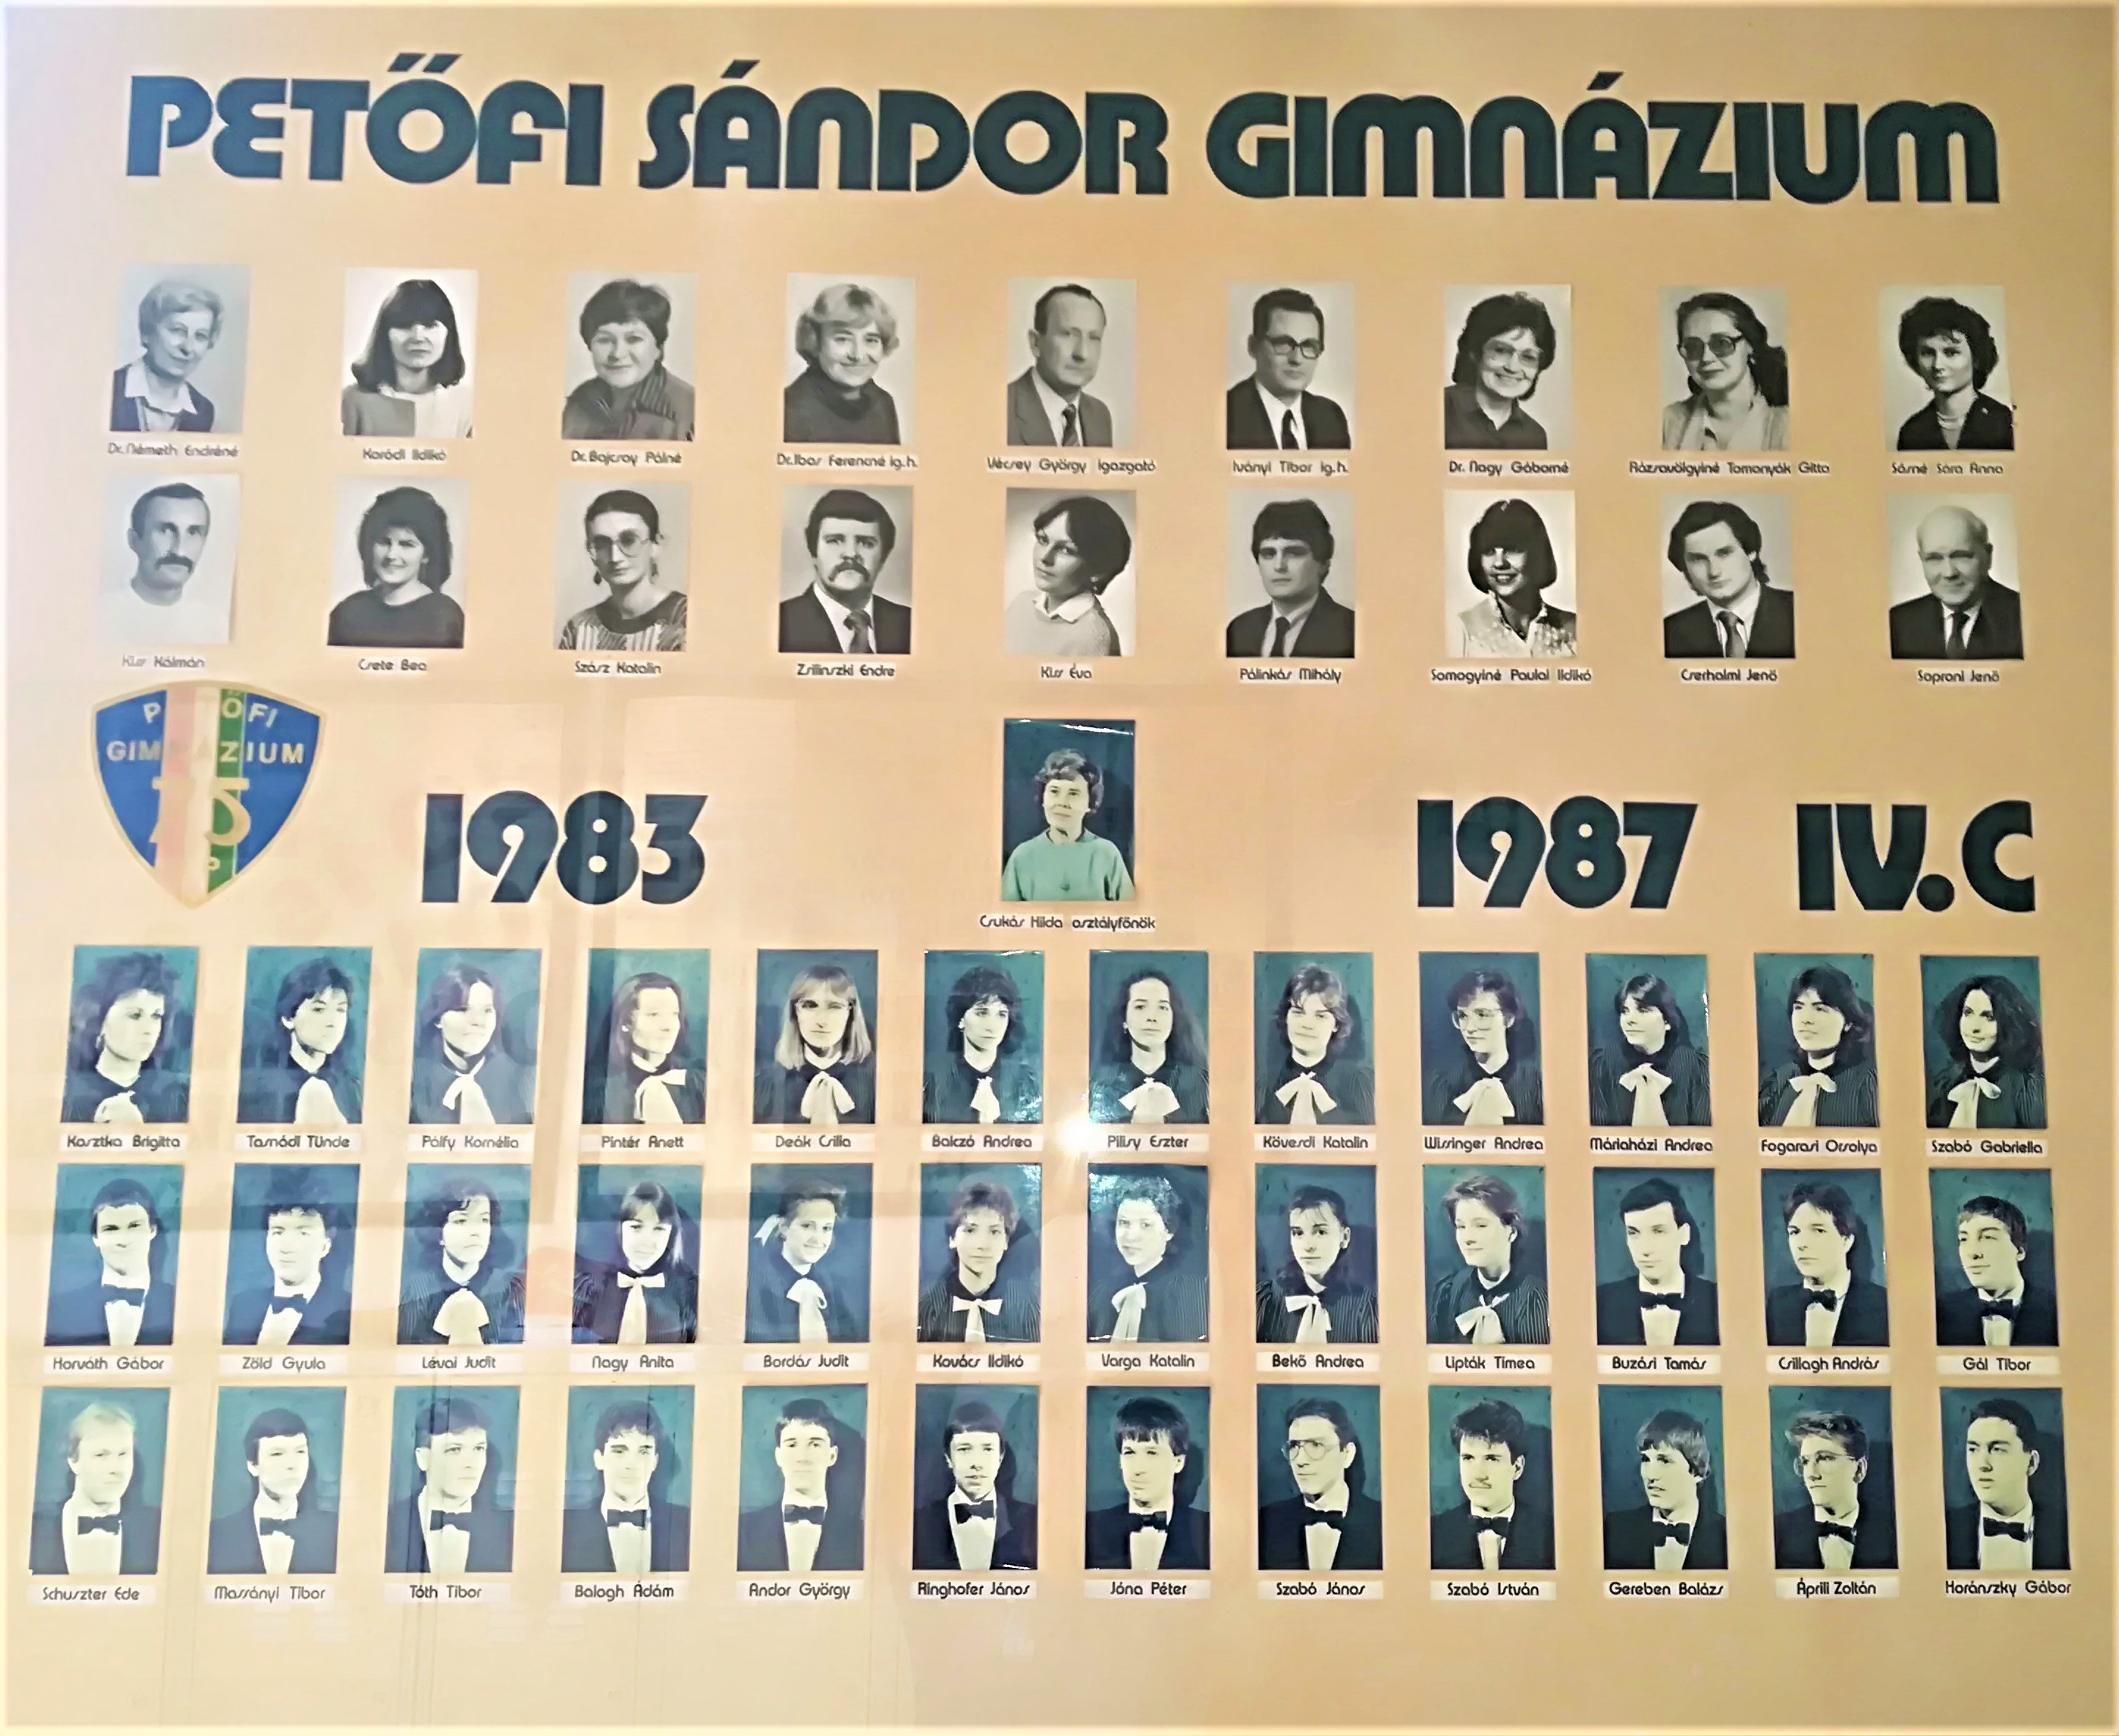 PETŐFI SÁNDOR GIMNÁZIUM
Dr. Németh Endréné
Koródi Ildikó
Dr. Bajcsay Pálné
Dr. Ibos Ferencné ig.h.
Vécsey György igazgató
Iványi Tibor ig.h.
Dr. Nagy Gáborné
Rózsavölgyiné Tomonyák Gitta
Sásné Sára Anna
Kiss Kálmán
Csete Bea
Szász Katalin
Zsilinszki Endre
Kiss Éva
Pálinkás Mihály
Somogyiné Paulai Ildikó
Cserhalmi Jenő
Soproni Jenő
PETŐFI
GIMNÁZIUM
1983
1987 IV.C
Csukás Hilda osztályfőnök
Kosztka Brigitta
Tasnádi Tünde
Pálfy Kornélia
Pintér Anett
Deák Csilla
Balczó Andrea
Pilisy Eszter
Kövesdi Katalin
Wissinger Andrea
Máriaházi Andrea
Fogarasi Orsolya
Szabó Gabriella
Horváth Gábor
Zöld Gyula
Lévai Judit
Nagy Anita
Bordás Judit
Kovács Ildikó
Varga Katalin
Bekő Andrea
Lipták Tímea
Buzási Tamás
Csillagh András
Gál Tibor
Schuszter Ede
Massányi Tibor
Tóth Tibor
Balogh Ádám
Andor György
Ringhofer János
Jóna Péter
Szabó János
Szabó István
Gereben Balázs
Áprili Zoltán
Horánszky Gábor